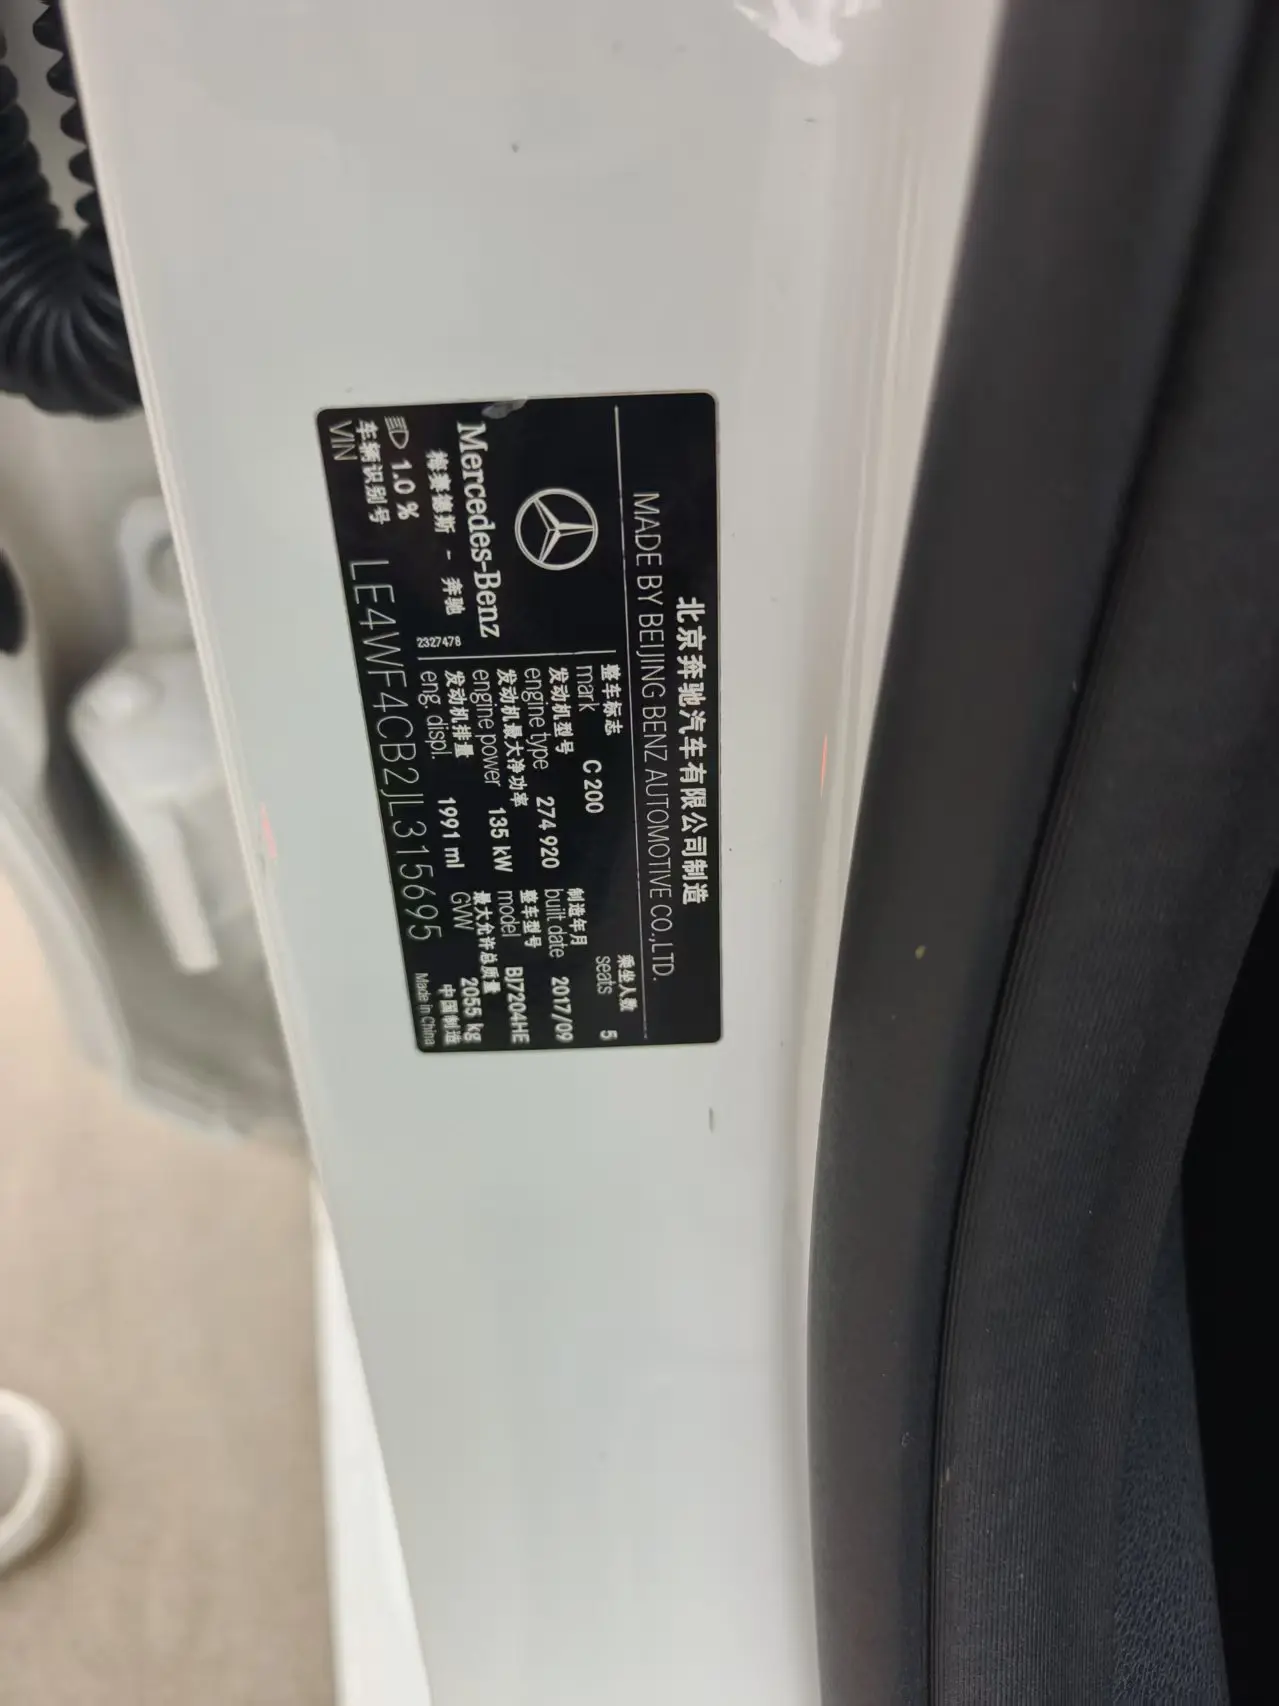 北京奔驰汽车有限公司制造
MADE BY BEIJING BENZ AUTOMOTIVE CO.,LTD.
Mercedes-Benz
梅赛德斯 - 奔驰
2327478
整车标志
mark C 200
乘坐人数
seats 5
发动机型号
engine type 274 920
制造年月
built date 2017/09
发动机最大净功率
engine power 135 kW
整车型号
model BJ7204HE
发动机排量
eng. displ. 1991 ml
最大允许总质量
GVW 2055 kg
1.0 %
车辆识别号
VIN LE4WF4CB2JL315695
中国制造
Made in China